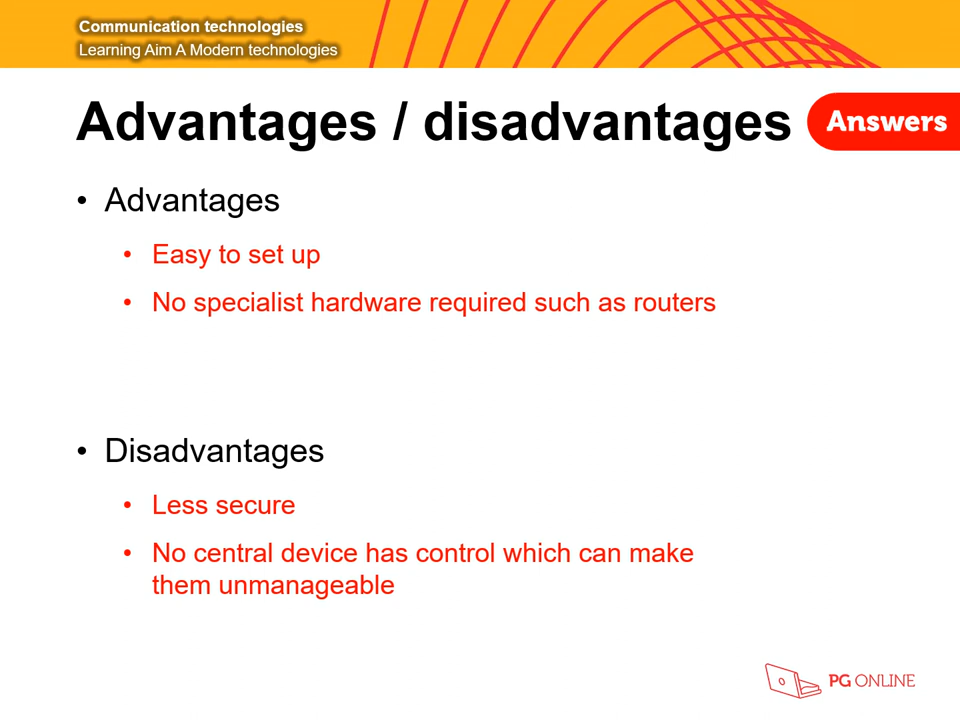 Communication technologies
Learning Aim A Modern technologies
Advantages / disadvantages
Answers
• Advantages
• Easy to set up
• No specialist hardware required such as routers
• Disadvantages
• Less secure
• No central device has control which can make
them unmanageable
PG ONLINE